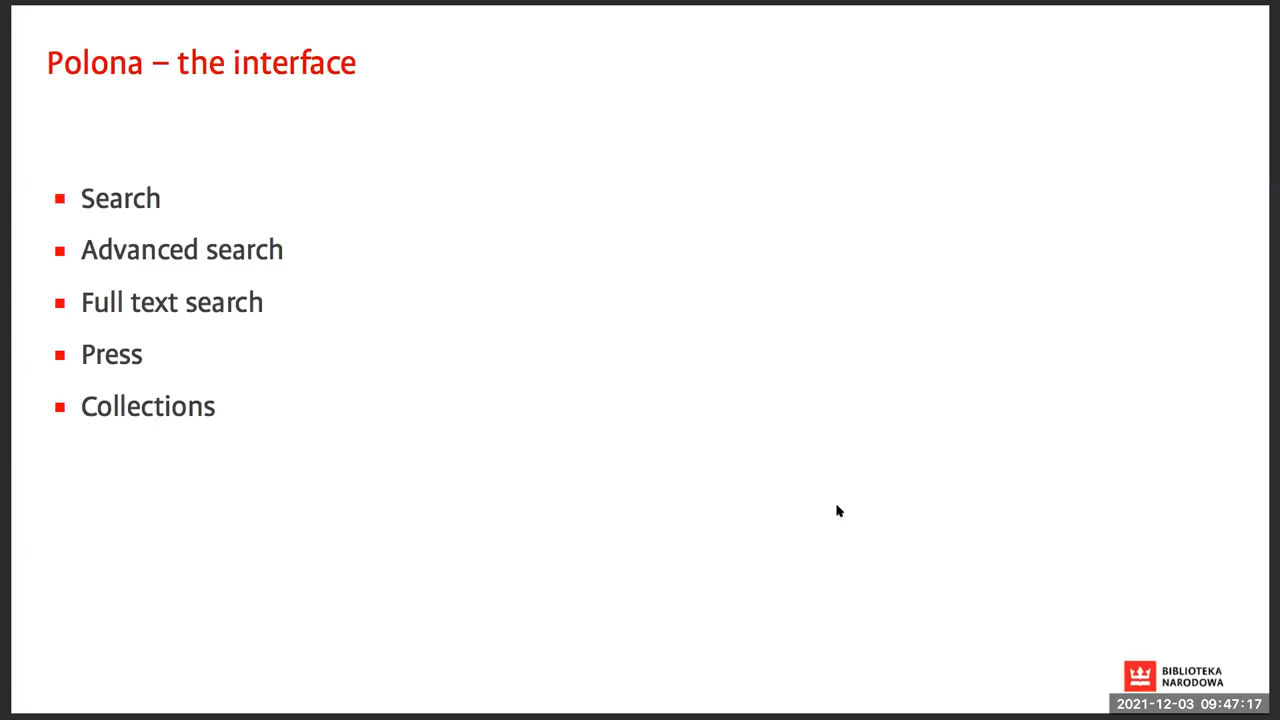 Polona – the interface
Search
Advanced search
Full text search
Press
Collections
BIBLIOTEKA
NARODOWA
2021-12-03 09:47:17